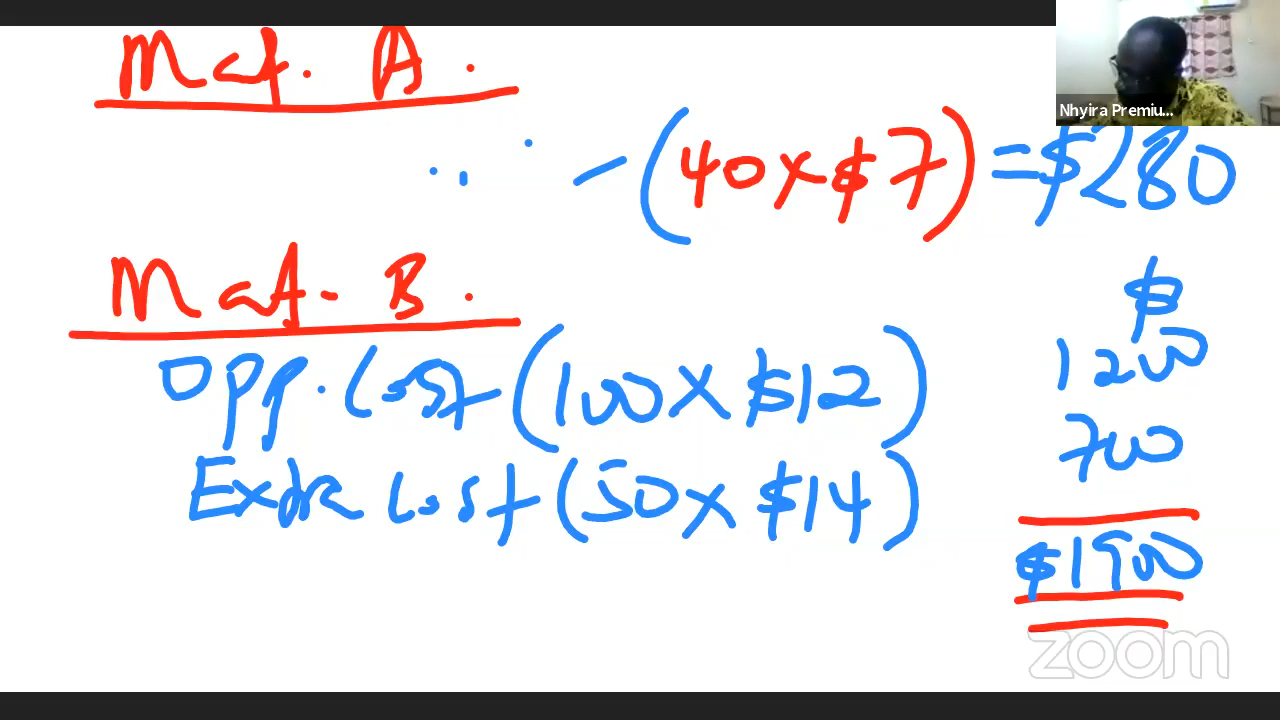 Mat. A.
Nhyira Premiu...
- (40 x $7) = $280
Mat. B.
$
Opp. Cost (100 x $12) 1200
Extra Cost (50 x $14) 700
$1900
zoom